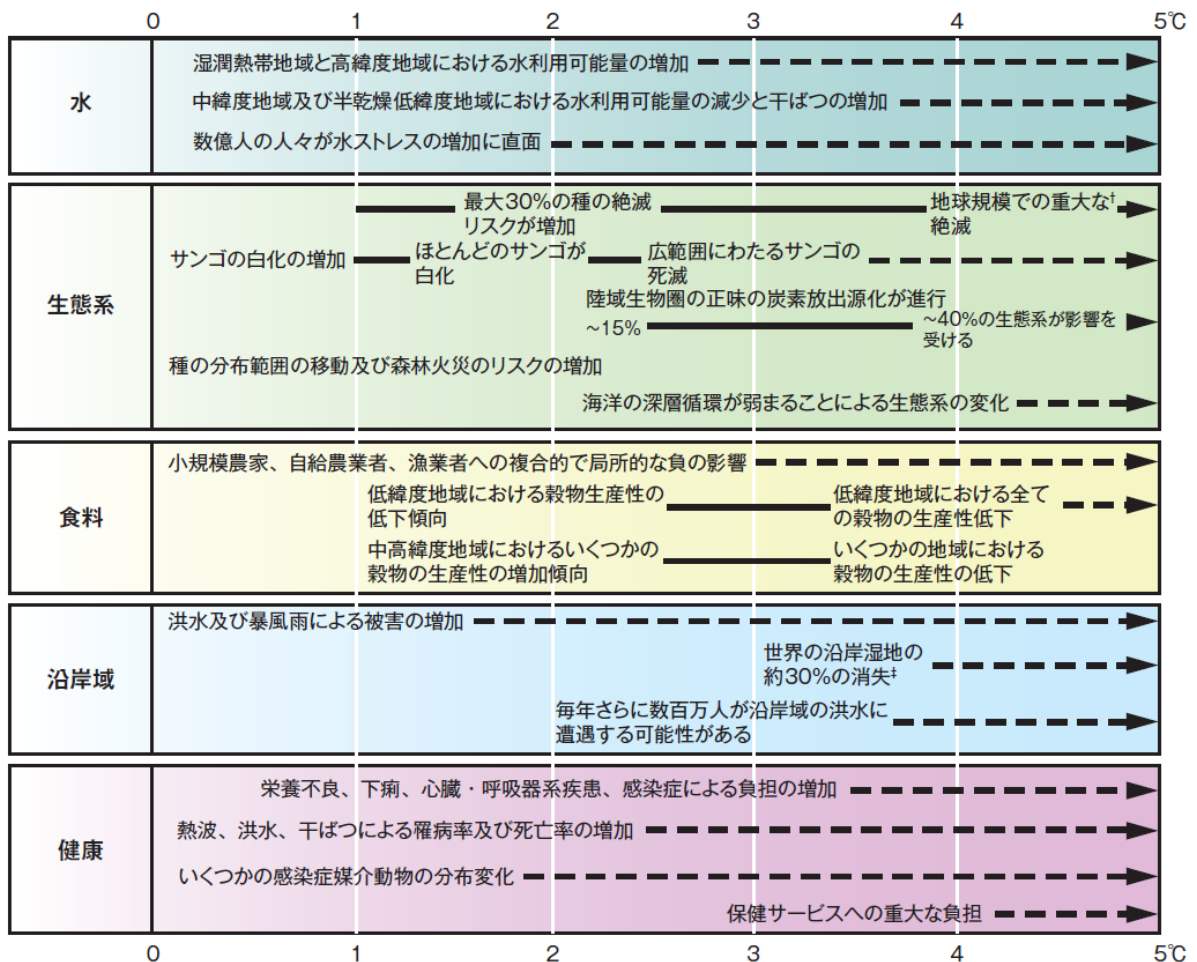 0 1 2 3 4 5℃
水
湿潤熱帯地域と高緯度地域における水利用可能量の増加
中緯度地域及び半乾燥低緯度地域における水利用可能量の減少と干ばつの増加
数億人の人々が水ストレスの増加に直面
生態系
最大30%の種の絶滅
リスクが増加
地球規模での重大な†
絶滅
サンゴの白化の増加
ほとんどのサンゴが
白化
広範囲にわたるサンゴの
死滅
陸域生物圏の正味の炭素放出源化が進行
~15%
~40%の生態系が影響を
受ける
種の分布範囲の移動及び森林火災のリスクの増加
海洋の深層循環が弱まることによる生態系の変化
食料
小規模農家、自給農業者、漁業者への複合的で局所的な負の影響
低緯度地域における穀物生産性の
低下傾向
低緯度地域における全て
の穀物の生産性低下
中高緯度地域におけるいくつかの
穀物の生産性の増加傾向
いくつかの地域における
穀物の生産性の低下
沿岸域
洪水及び暴風雨による被害の増加
世界の沿岸湿地の
約30%の消失‡
毎年さらに数百万人が沿岸域の洪水に
遭遇する可能性がある
健康
栄養不良、下痢、心臓・呼吸器系疾患、感染症による負担の増加
熱波、洪水、干ばつによる罹病率及び死亡率の増加
いくつかの感染症媒介動物の分布変化
保健サービスへの重大な負担
0 1 2 3 4 5℃